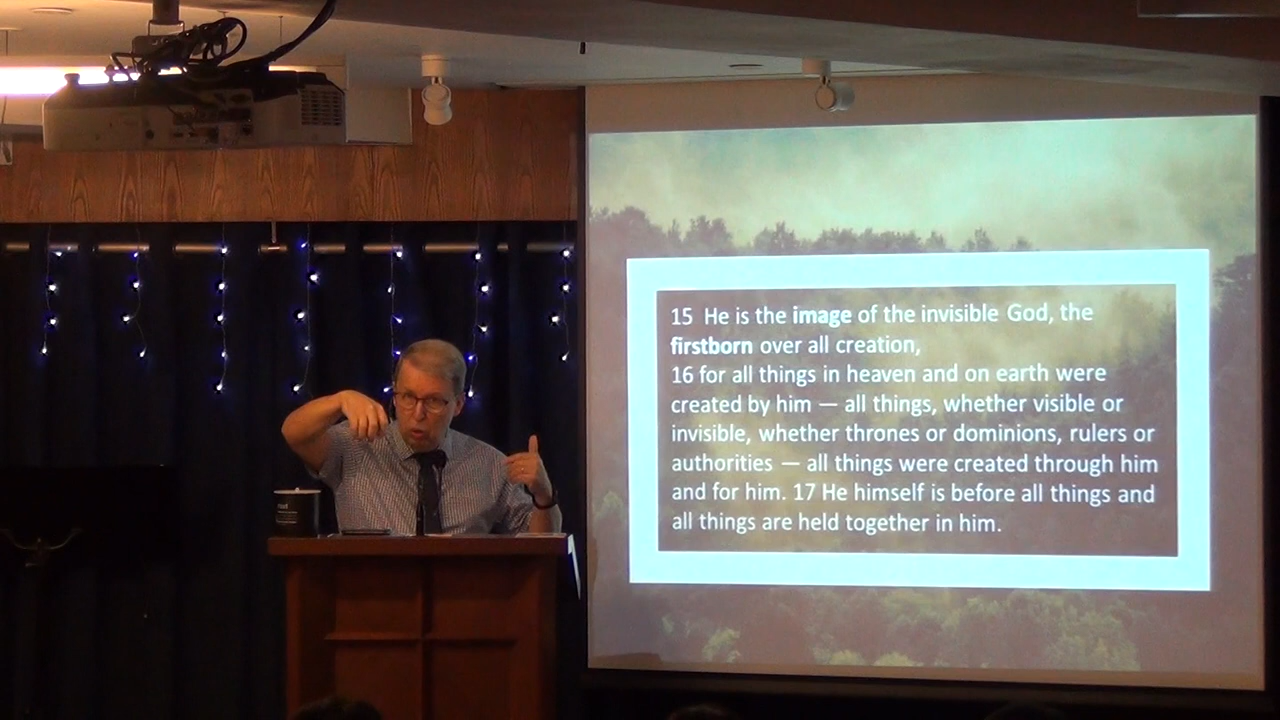 15 He is the image of the invisible God, the
firstborn over all creation,
16 for all things in heaven and on earth were
created by him — all things, whether visible or
invisible, whether thrones or dominions, rulers or
authorities — all things were created through him
and for him. 17 He himself is before all things and
all things are held together in him.